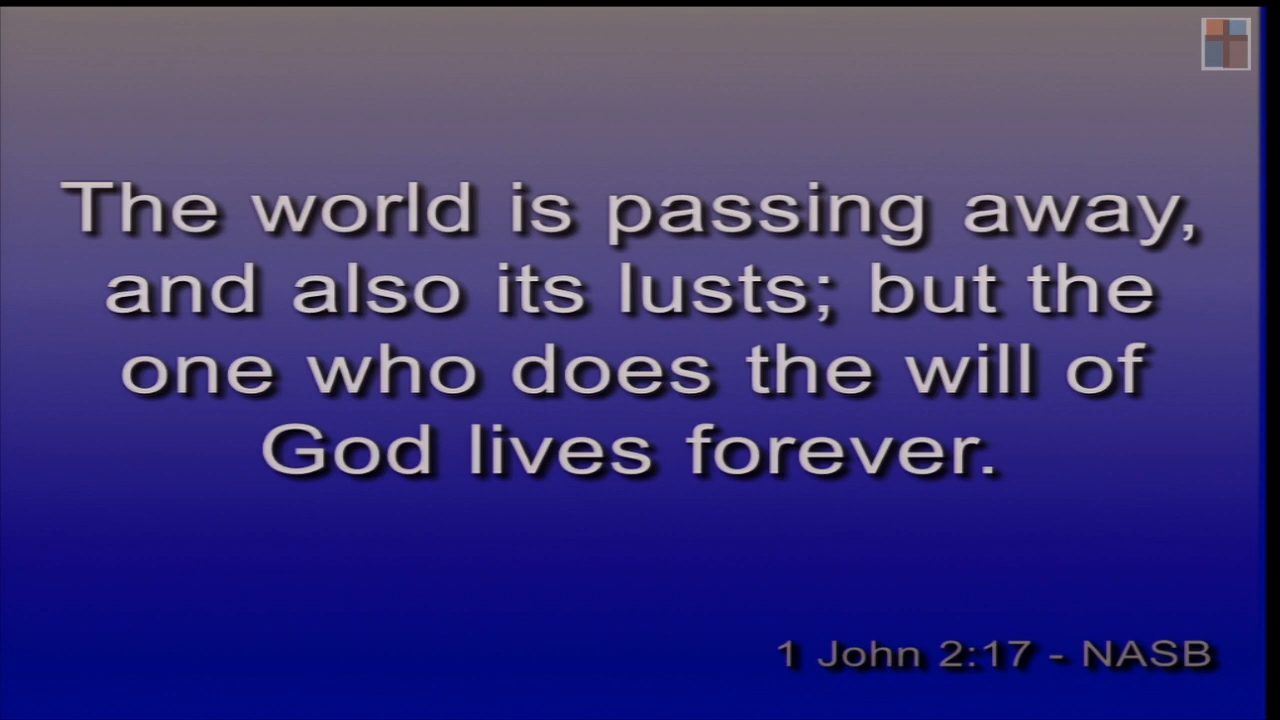 The world is passing away,
and also its lusts; but the
one who does the will of
God lives forever.
1 John 2:17 - NASB